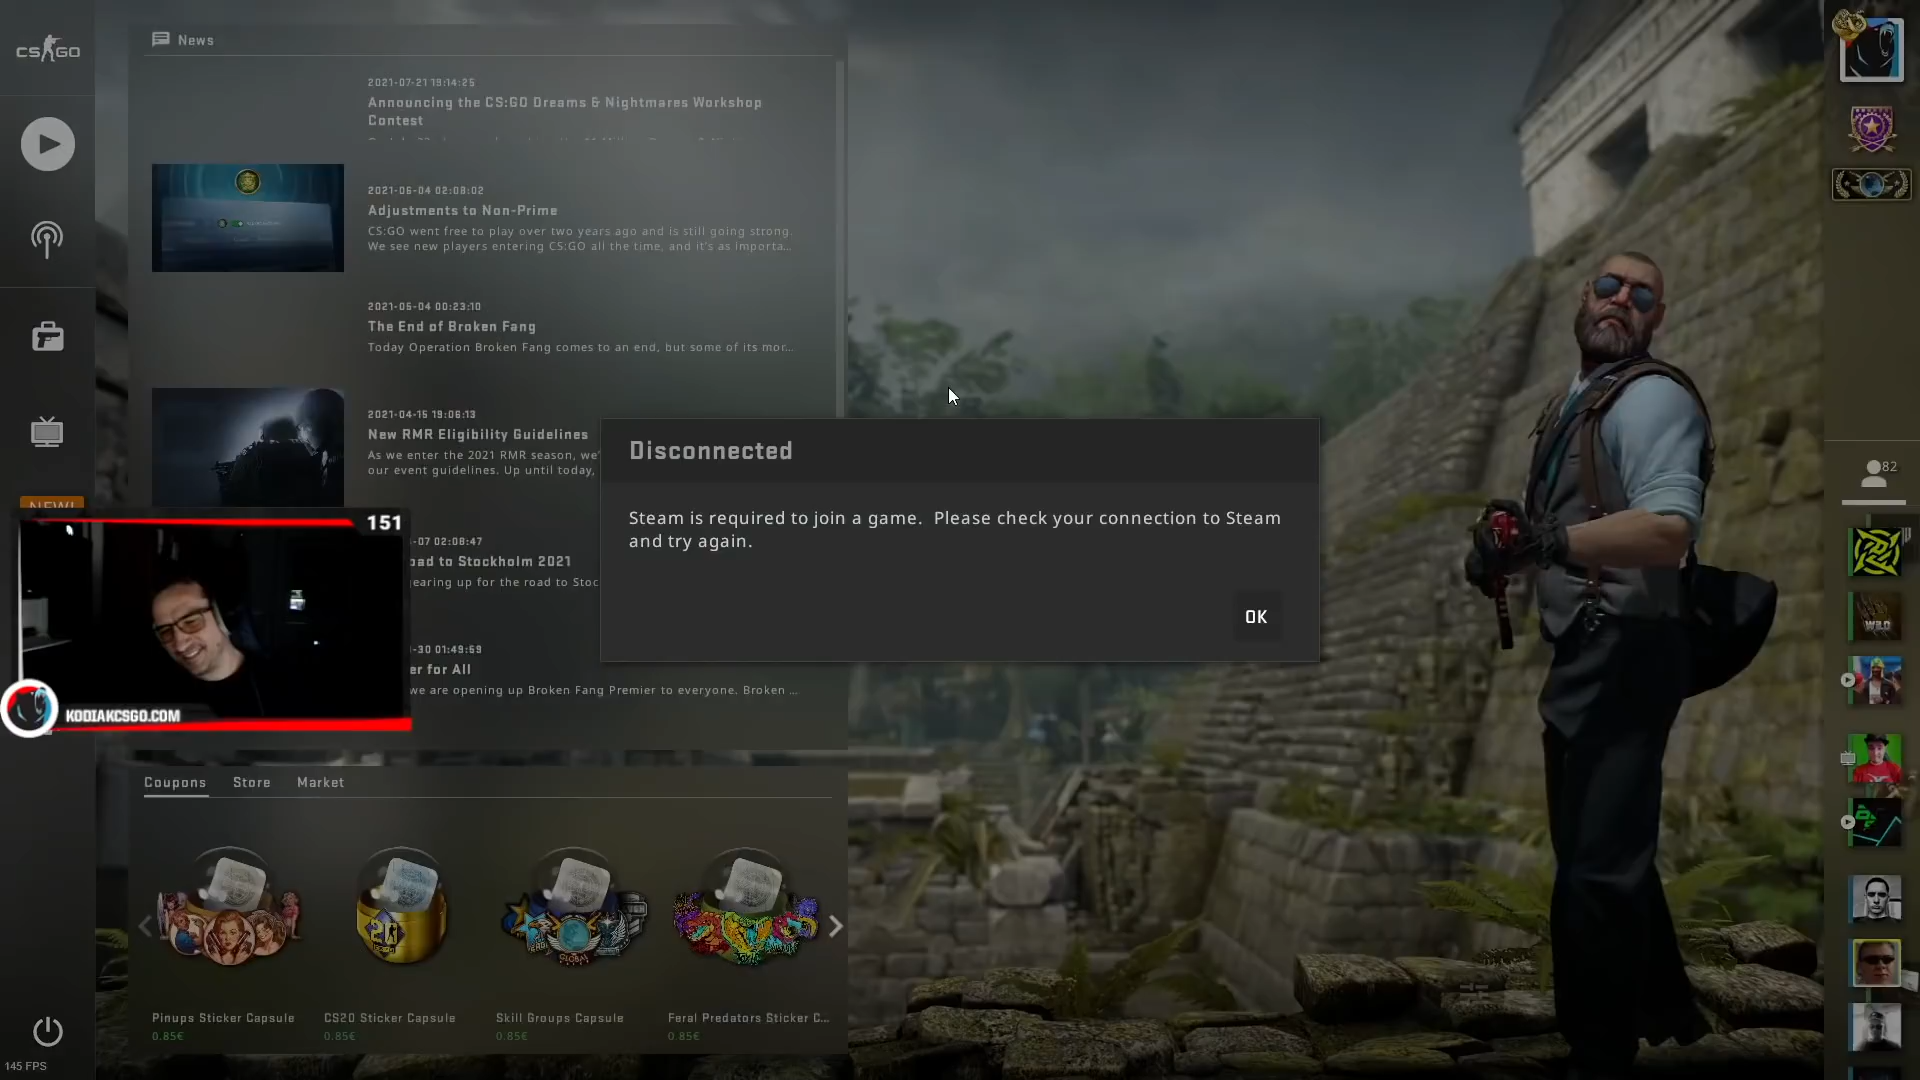 CS GO
News
2021-07-21 19:14:25
Announcing the CS:GO Dreams & Nightmares Workshop
Contest
2021-06-04 02:08:02
Adjustments to Non-Prime
CS:GO went free to play over two years ago and is still going strong.
We see new players entering CS:GO all the time, and it's as importa...
2021-05-04 00:23:10
The End of Broken Fang
Today Operation Broken Fang comes to an end, but some of its mor...
2021-04-15 19:06:13
New RMR Eligibility Guidelines
As we enter the 2021 RMR season, we'
our event guidelines. Up until today,
NEW!
151
-07 02:08:47
oad to Stockholm 2021
gearing up for the road to Stoc
-30 01:49:59
er for All
we are opening up Broken Fang Premier to everyone. Broken ...
KODIAKCSGO.COM
Disconnected
Steam is required to join a game. Please check your connection to Steam
and try again.
OK
82
WILD
Coupons Store Market
20
GLOBAL
Pinups Sticker Capsule
0.85€
CS20 Sticker Capsule
0.85€
Skill Groups Capsule
0.85€
Feral Predators Sticker C...
0.85€
145 FPS